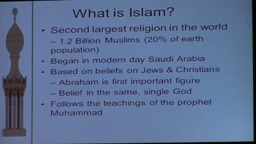 What is Islam?
• Second largest religion in the world
– 1.2 Billion Muslims (20% of earth
population)
• Began in modern day Saudi Arabia
• Based on beliefs on Jews & Christians
– Abraham is first important figure
– Belief in the same, single God
• Follows the teachings of the prophet
Muhammad